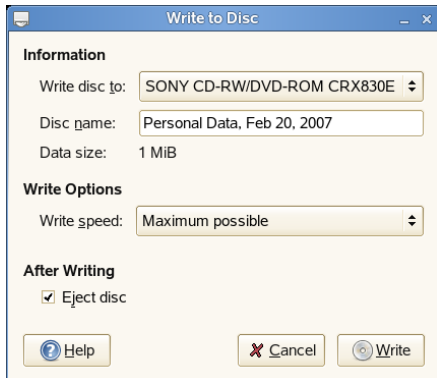 Write to Disc
Information
Write disc to: SONY CD-RW/DVD-ROM CRX830E
Disc name: Personal Data, Feb 20, 2007
Data size: 1 MiB
Write Options
Write speed: Maximum possible
After Writing
Eject disc
Help Cancel Write